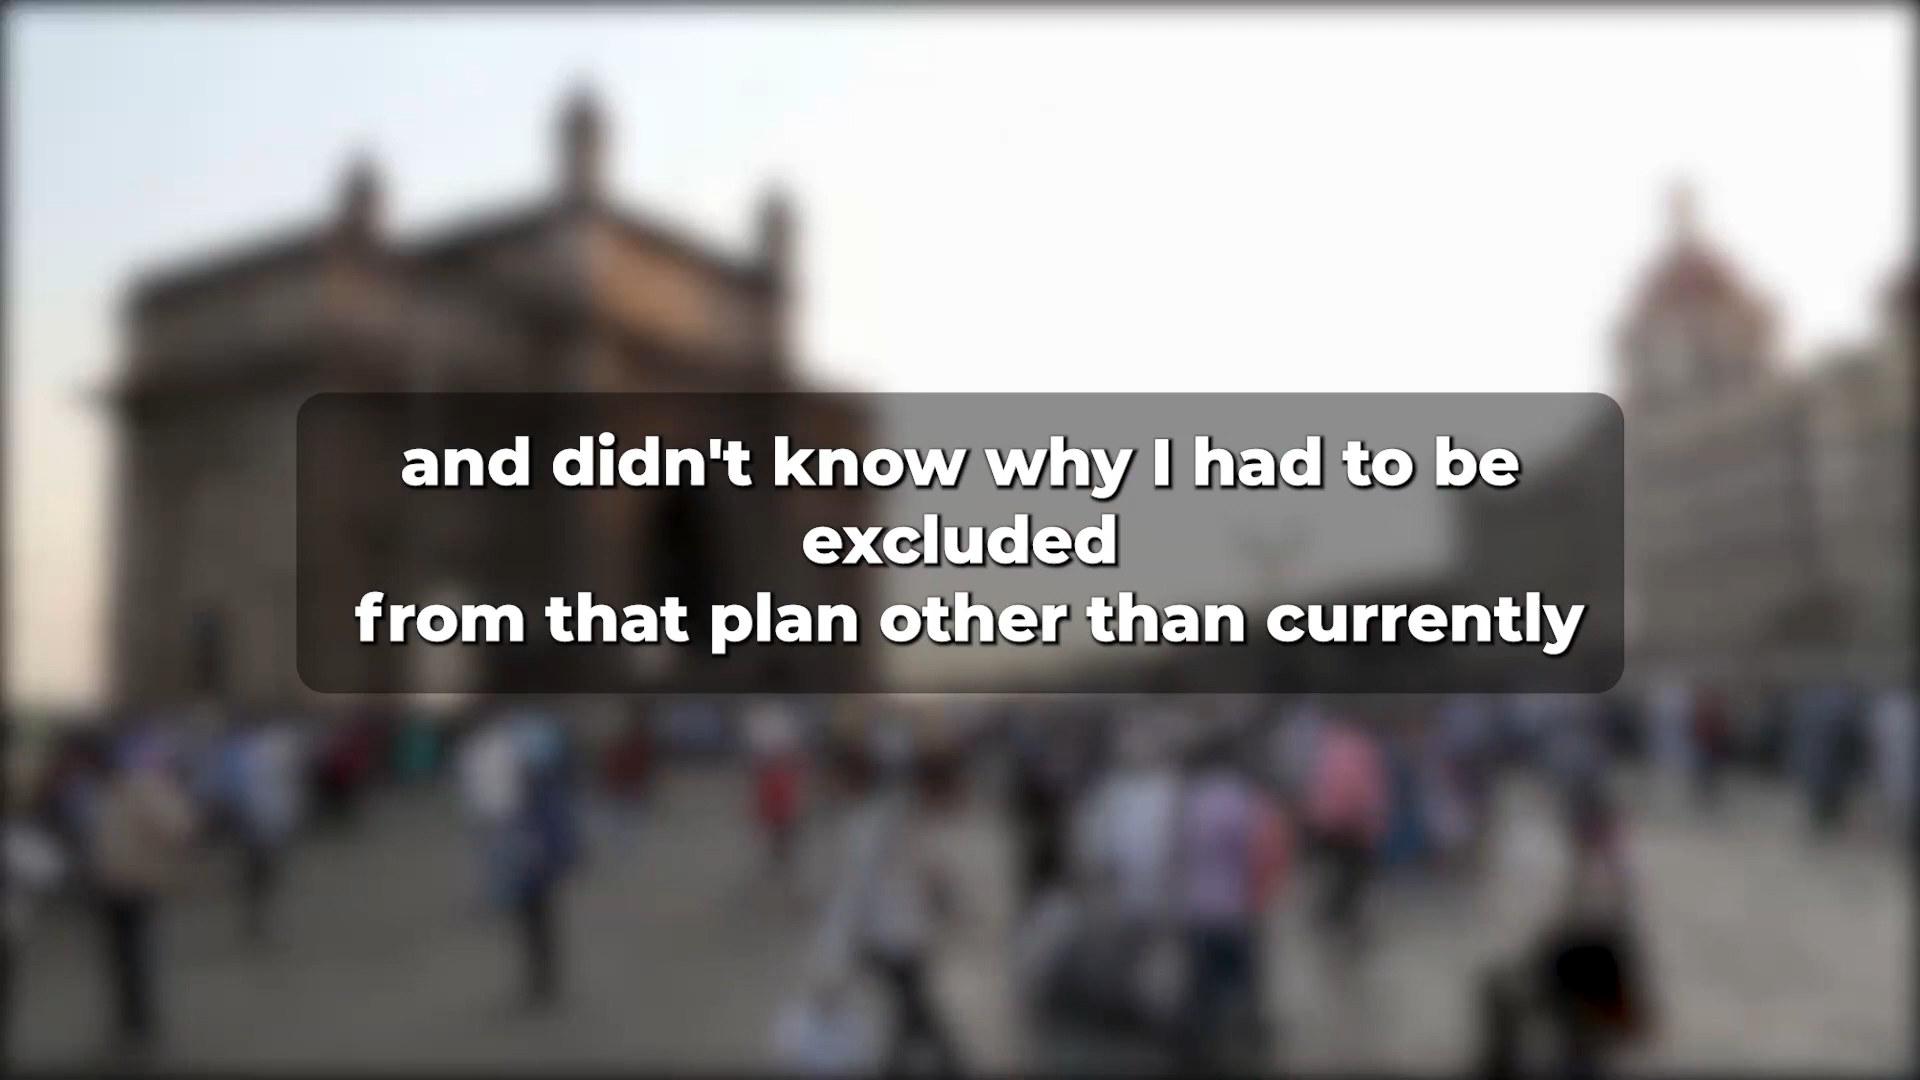 and didn't know why I had to be
excluded
from that plan other than currently